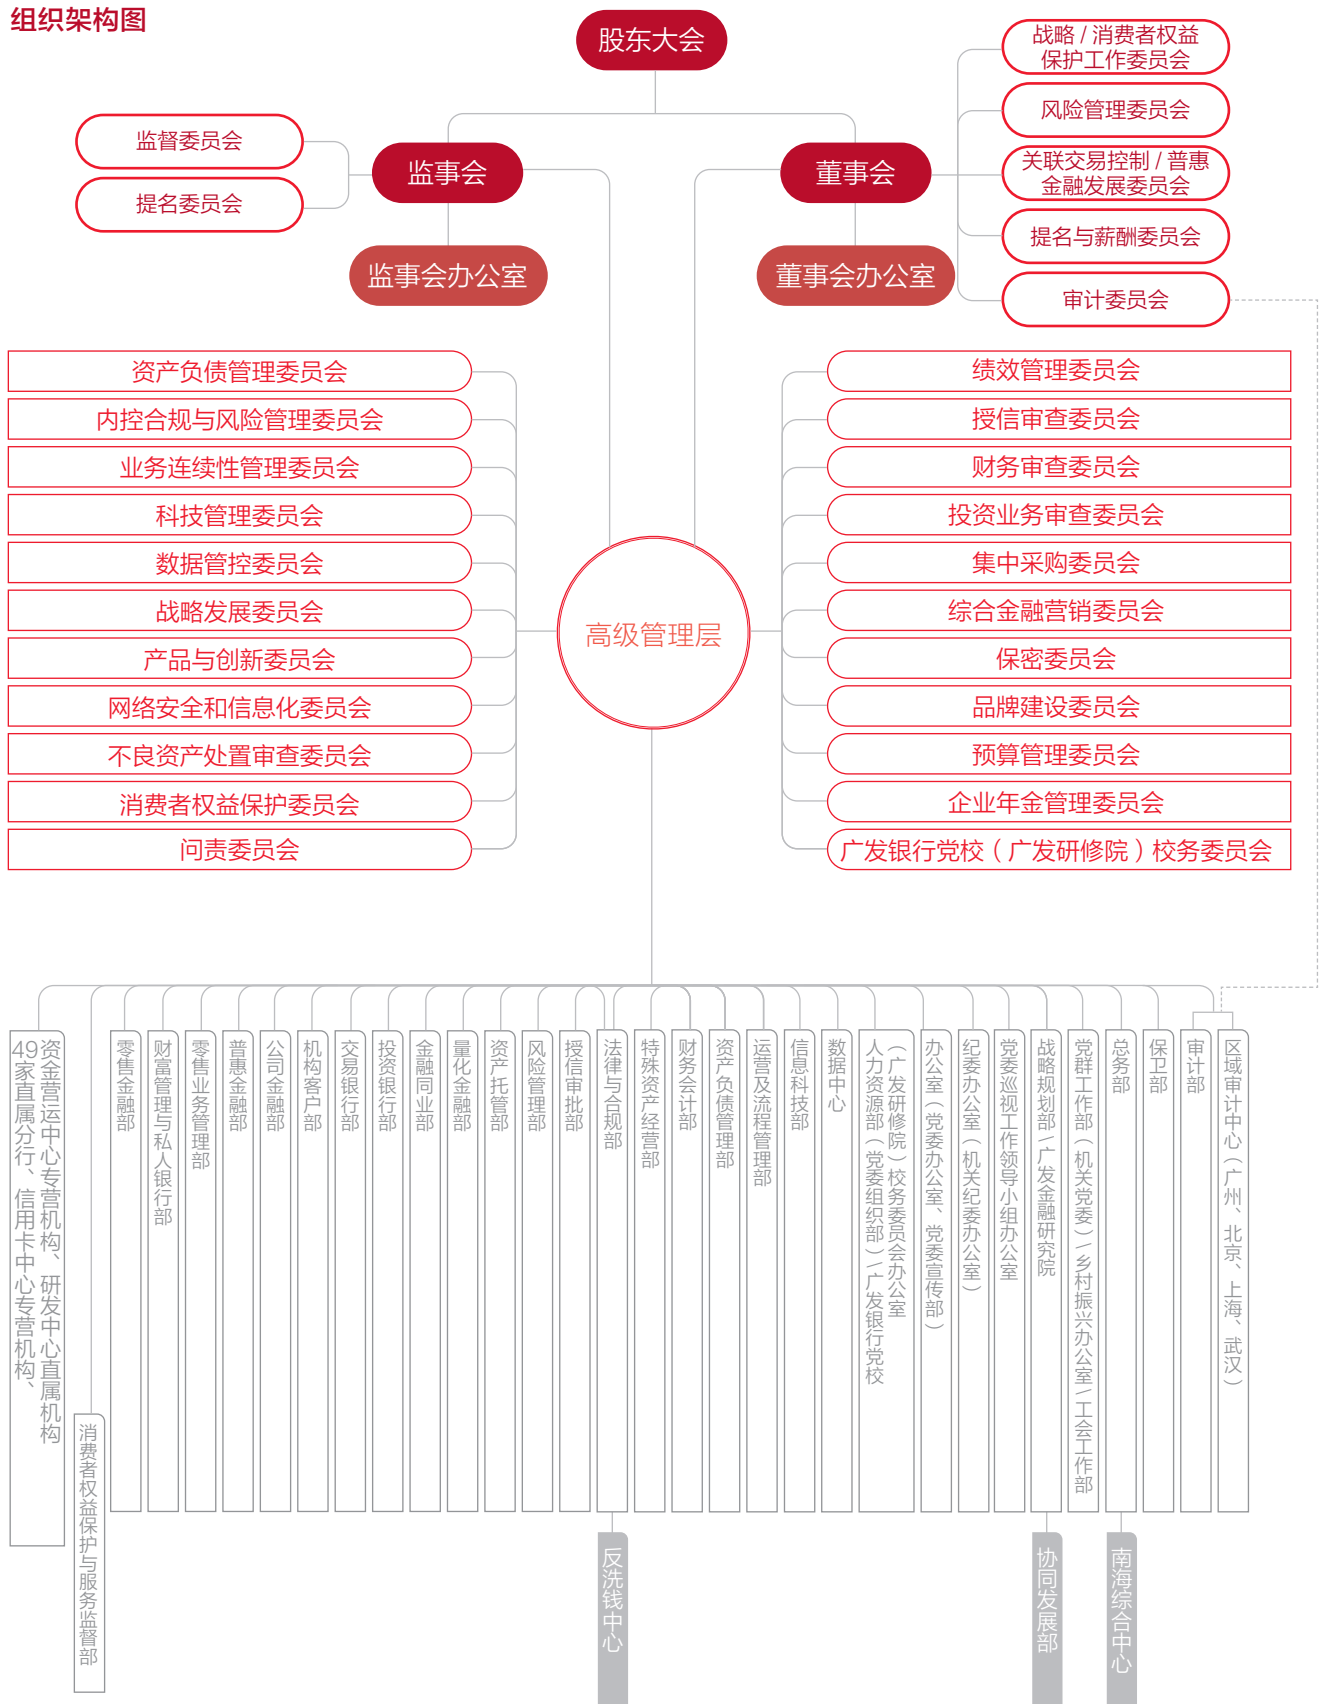 组织架构图
股东大会
战略 / 消费者权益
保护工作委员会
风险管理委员会
关联交易控制 / 普惠
金融发展委员会
提名与薪酬委员会
审计委员会
监督委员会
提名委员会
监事会
董事会
监事会办公室
董事会办公室
资产负债管理委员会
内控合规与风险管理委员会
业务连续性管理委员会
科技管理委员会
数据管控委员会
战略发展委员会
产品与创新委员会
网络安全和信息化委员会
不良资产处置审查委员会
消费者权益保护委员会
问责委员会
高级管理层
绩效管理委员会
授信审查委员会
财务审查委员会
投资业务审查委员会
集中采购委员会
综合金融营销委员会
保密委员会
品牌建设委员会
预算管理委员会
企业年金管理委员会
广发银行党校（广发研修院）校务委员会
49家直属分行、信用卡中心专营机构、
资金营运中心专营机构、研发中心直属机构
消费者权益保护与服务监督部
零售金融部
财富管理与私人银行部
零售业务管理部
普惠金融部
公司金融部
机构客户部
交易银行部
投资银行部
金融同业部
量化金融部
资产托管部
风险管理部
授信审批部
法律与合规部
特殊资产经营部
财务会计部
资产负债管理部
运营及流程管理部
信息科技部
数据中心
人力资源部（党委组织部）/广发银行党校
（广发研修院）校务委员会办公室
办公室（党委办公室、党委宣传部）
纪委办公室（机关纪委办公室）
党委巡视工作领导小组办公室
战略规划部/广发金融研究院
党群工作部（机关党委）/乡村振兴办公室/工会工作部
总务部
保卫部
审计部
区域审计中心（广州、北京、上海、武汉）
反洗钱中心
协同发展部
南海综合中心